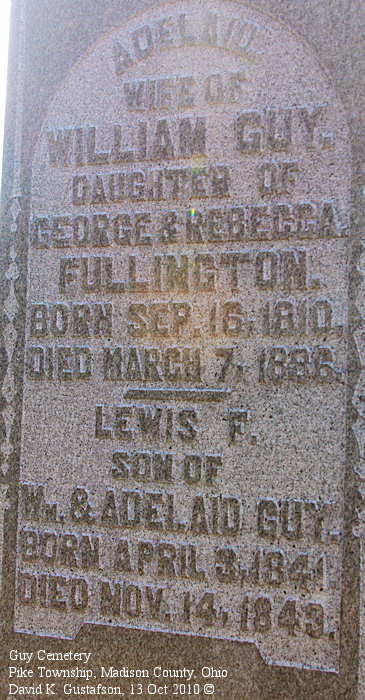 ADELAID,
WIFE OF
WILLIAM GUY.
DAUGHTER OF
GEORGE & REBECCA.
FULLINGTON.
BORN SEP. 16, 1810.
DIED MARCH 7, 1886.
LEWIS F.
SON OF
WM. & ADELAID GUY.
BORN APRIL 3, 1841.
DIED NOV. 14, 1849.
Guy Cemetery
Pike Township, Madison County, Ohio
David K. Gustafson, 13 Oct 2010 ©